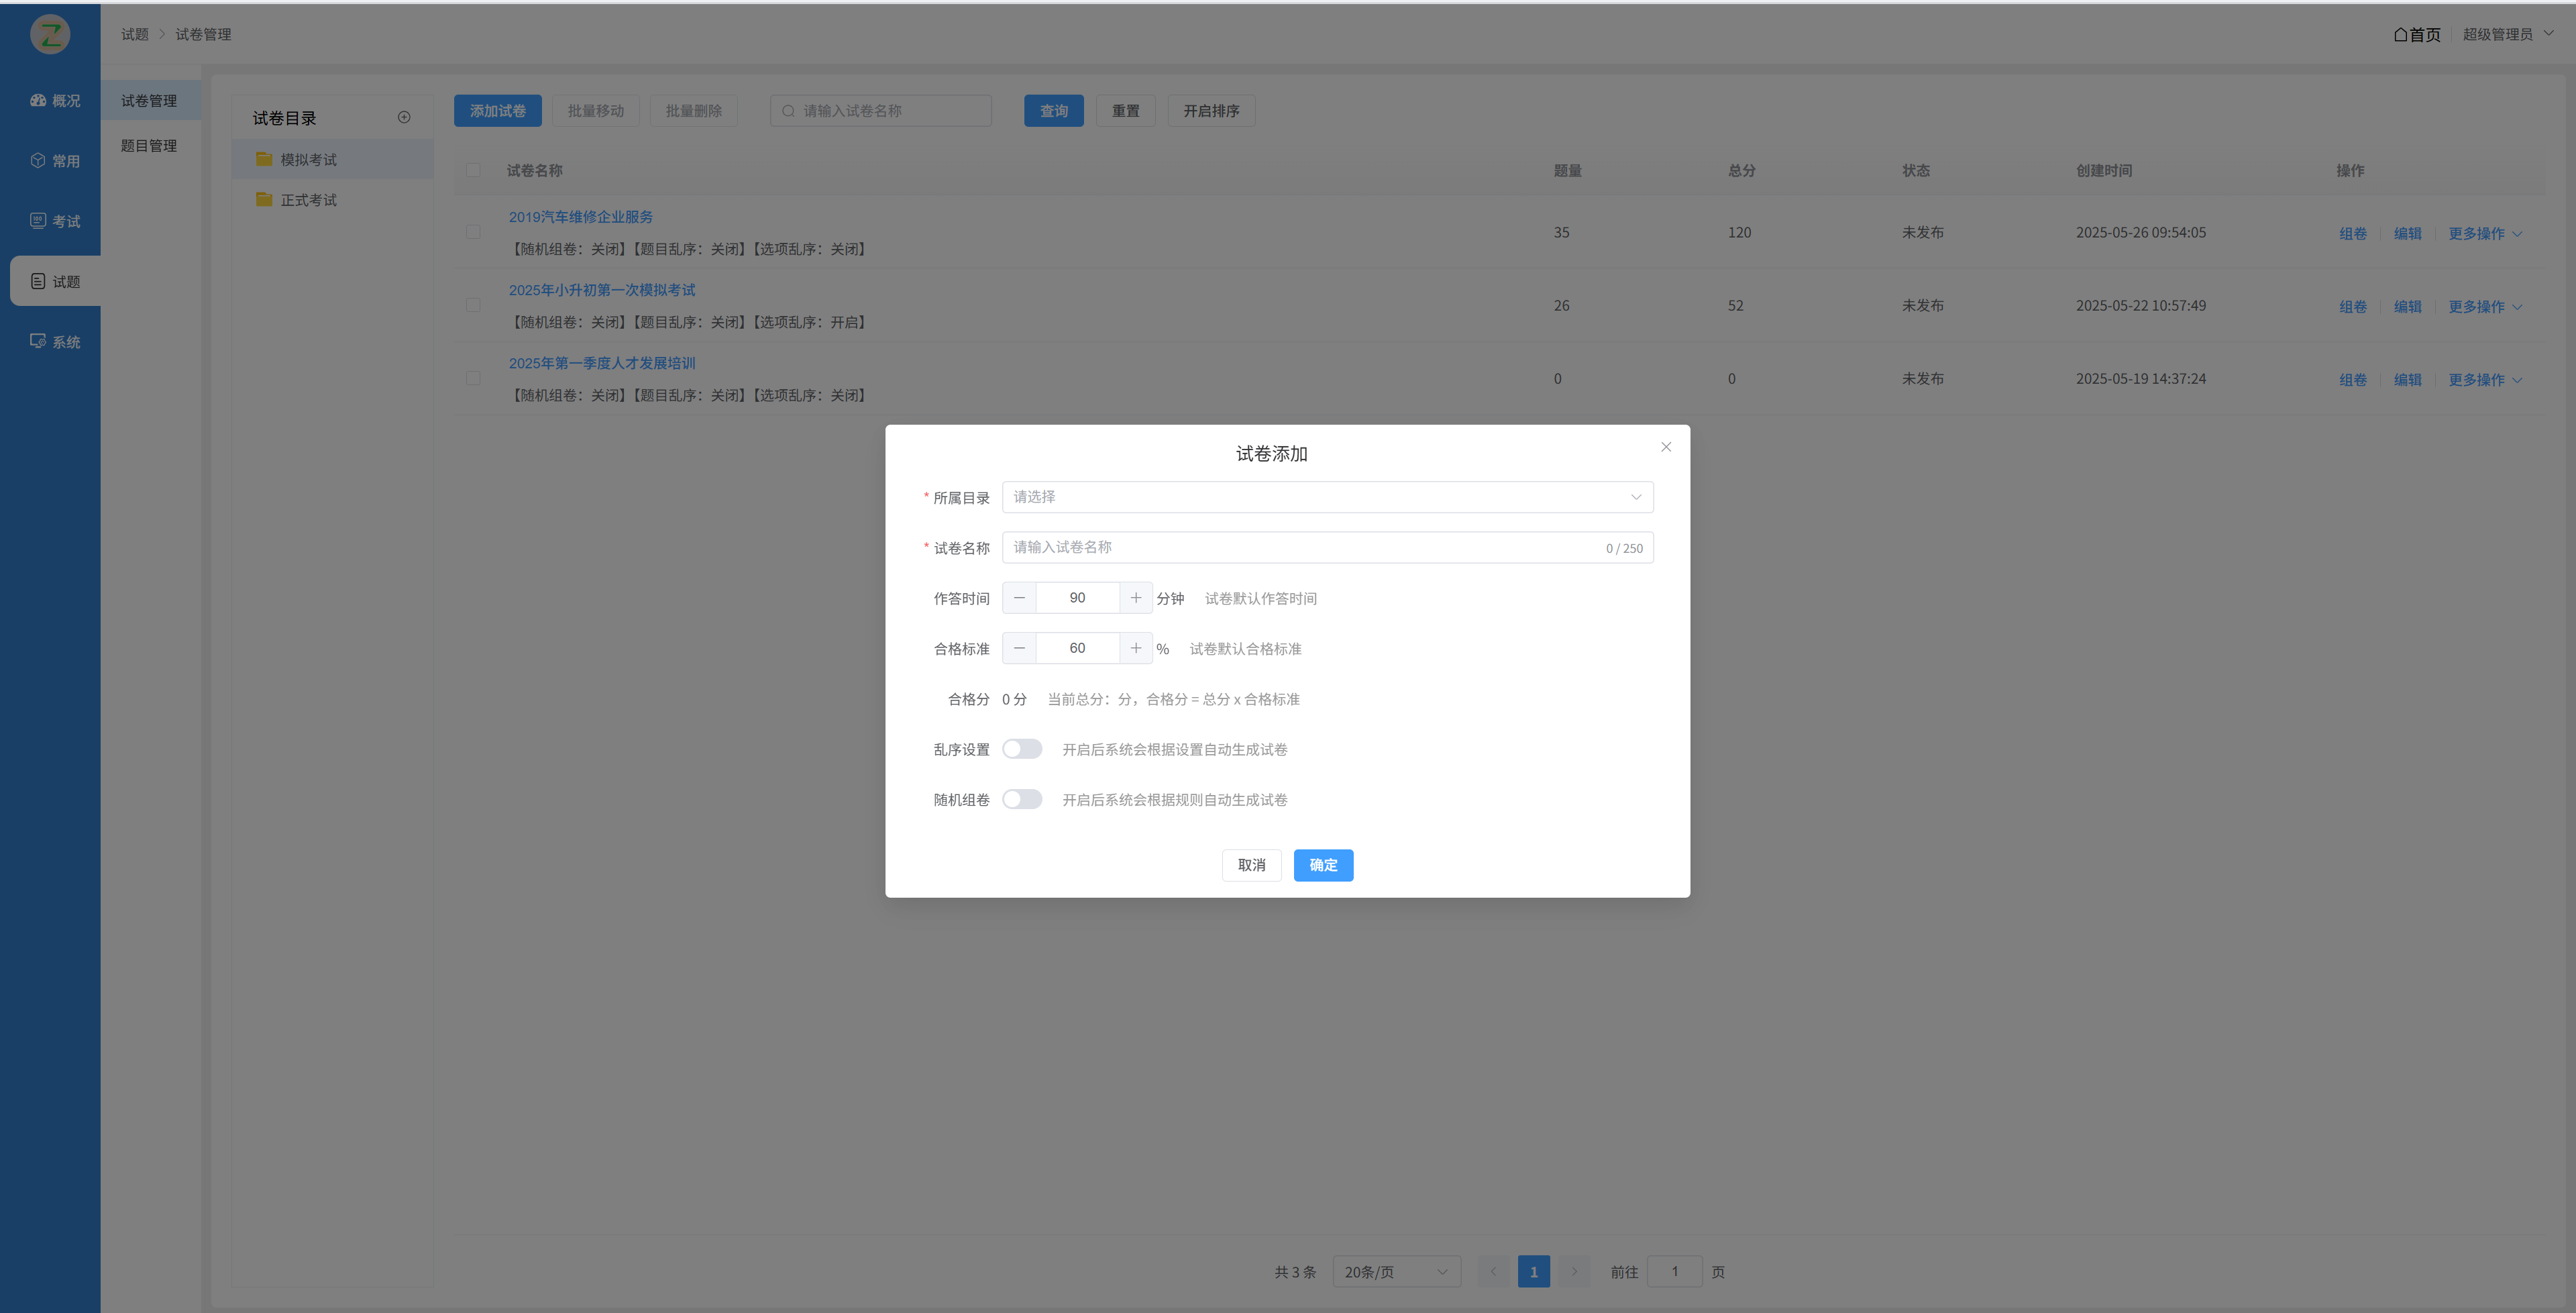 试题 > 试卷管理
首页
超级管理员
概况
常用
考试
试题
系统
试卷管理
题目管理
试卷目录
模拟考试
正式考试
添加试卷 批量移动 批量删除 请输入试卷名称 查询 重置 开启排序
试卷名称 题量 总分 状态 创建时间 操作
2019汽车维修企业服务
【随机组卷：关闭】【题目乱序：关闭】【选项乱序：关闭】
35 120 未发布 2025-05-26 09:54:05 组卷 编辑 更多操作
2025年小升初第一次模拟考试
【随机组卷：关闭】【题目乱序：关闭】【选项乱序：开启】
26 52 未发布 2025-05-22 10:57:49 组卷 编辑 更多操作
2025年第一季度人才发展培训
【随机组卷：关闭】【题目乱序：关闭】【选项乱序：关闭】
0 0 未发布 2025-05-19 14:37:24 组卷 编辑 更多操作
试卷添加
* 所属目录 请选择
* 试卷名称 请输入试卷名称 0 / 250
作答时间 90 分钟 试卷默认作答时间
合格标准 60 % 试卷默认合格标准
合格分 0 分 当前总分：分，合格分 = 总分 x 合格标准
乱序设置 开启后系统会根据设置自动生成试卷
随机组卷 开启后系统会根据规则自动生成试卷
取消 确定
共 3 条 20条/页 1 前往 1 页